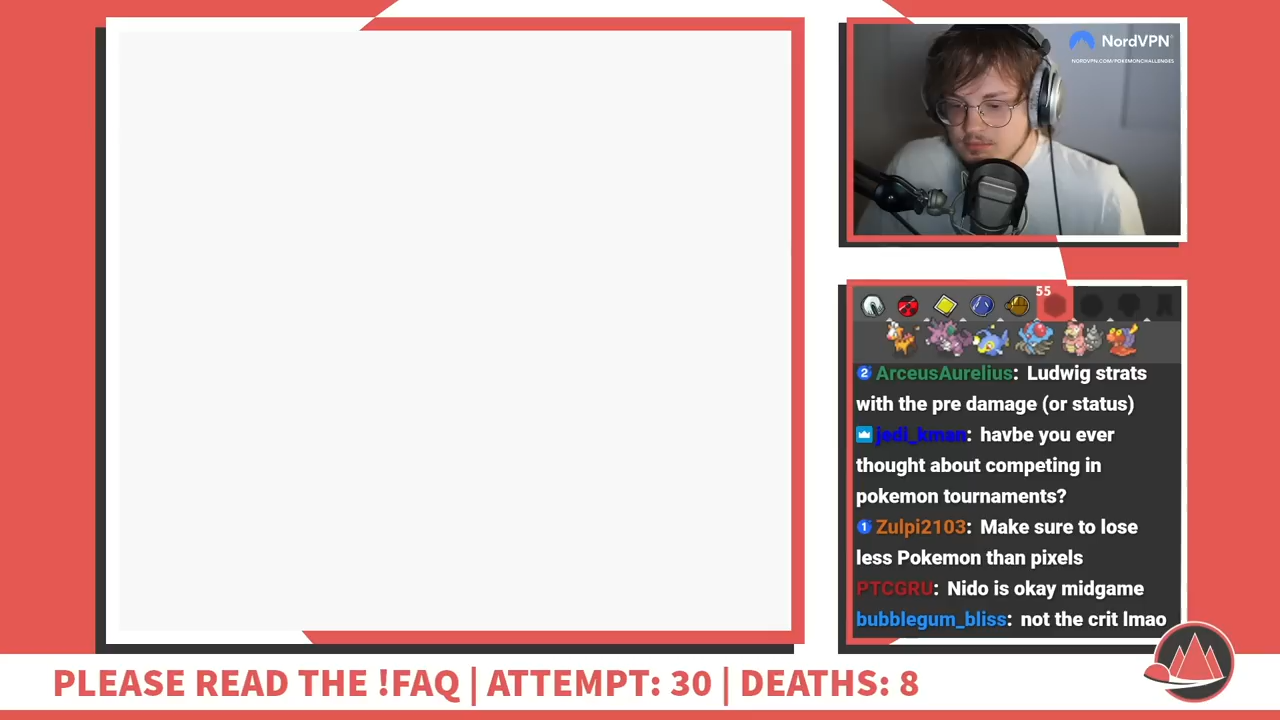 NordVPN
NORDVPN.COM/POKEMONCHALLENGES
55
2 ArceusAurelius: Ludwig strats
with the pre damage (or status)
jedi_kman: havbe you ever
thought about competing in
pokemon tournaments?
1 Zulpi2103: Make sure to lose
less Pokemon than pixels
PTCGRU: Nido is okay midgame
bubblegum_bliss: not the crit lmao
PLEASE READ THE !FAQ | ATTEMPT: 30 | DEATHS: 8